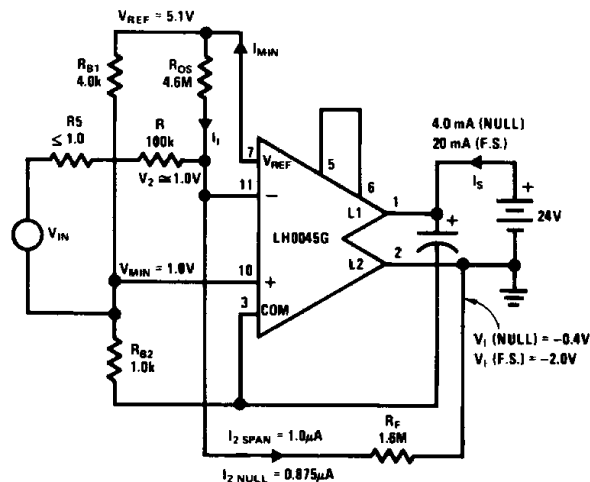 VREF = 5.1V
RB1
4.0k
ROS
4.6M
IMIN
R5
≤ 1.0
R
100k
I1
V2 ≅ 1.0V
7
VREF
5
6
4.0 mA (NULL)
20 mA (F.S.)
IS
+
24V
11
−
L1
1
+
VIN
LH0045G
L2
2
VMIN = 1.0V
10
+
3
COM
RB2
1.0k
VI (NULL) = −0.4V
VI (F.S.) = −2.0V
I2 SPAN = 1.0μA
RF
1.6M
I2 NULL = 0.875μA